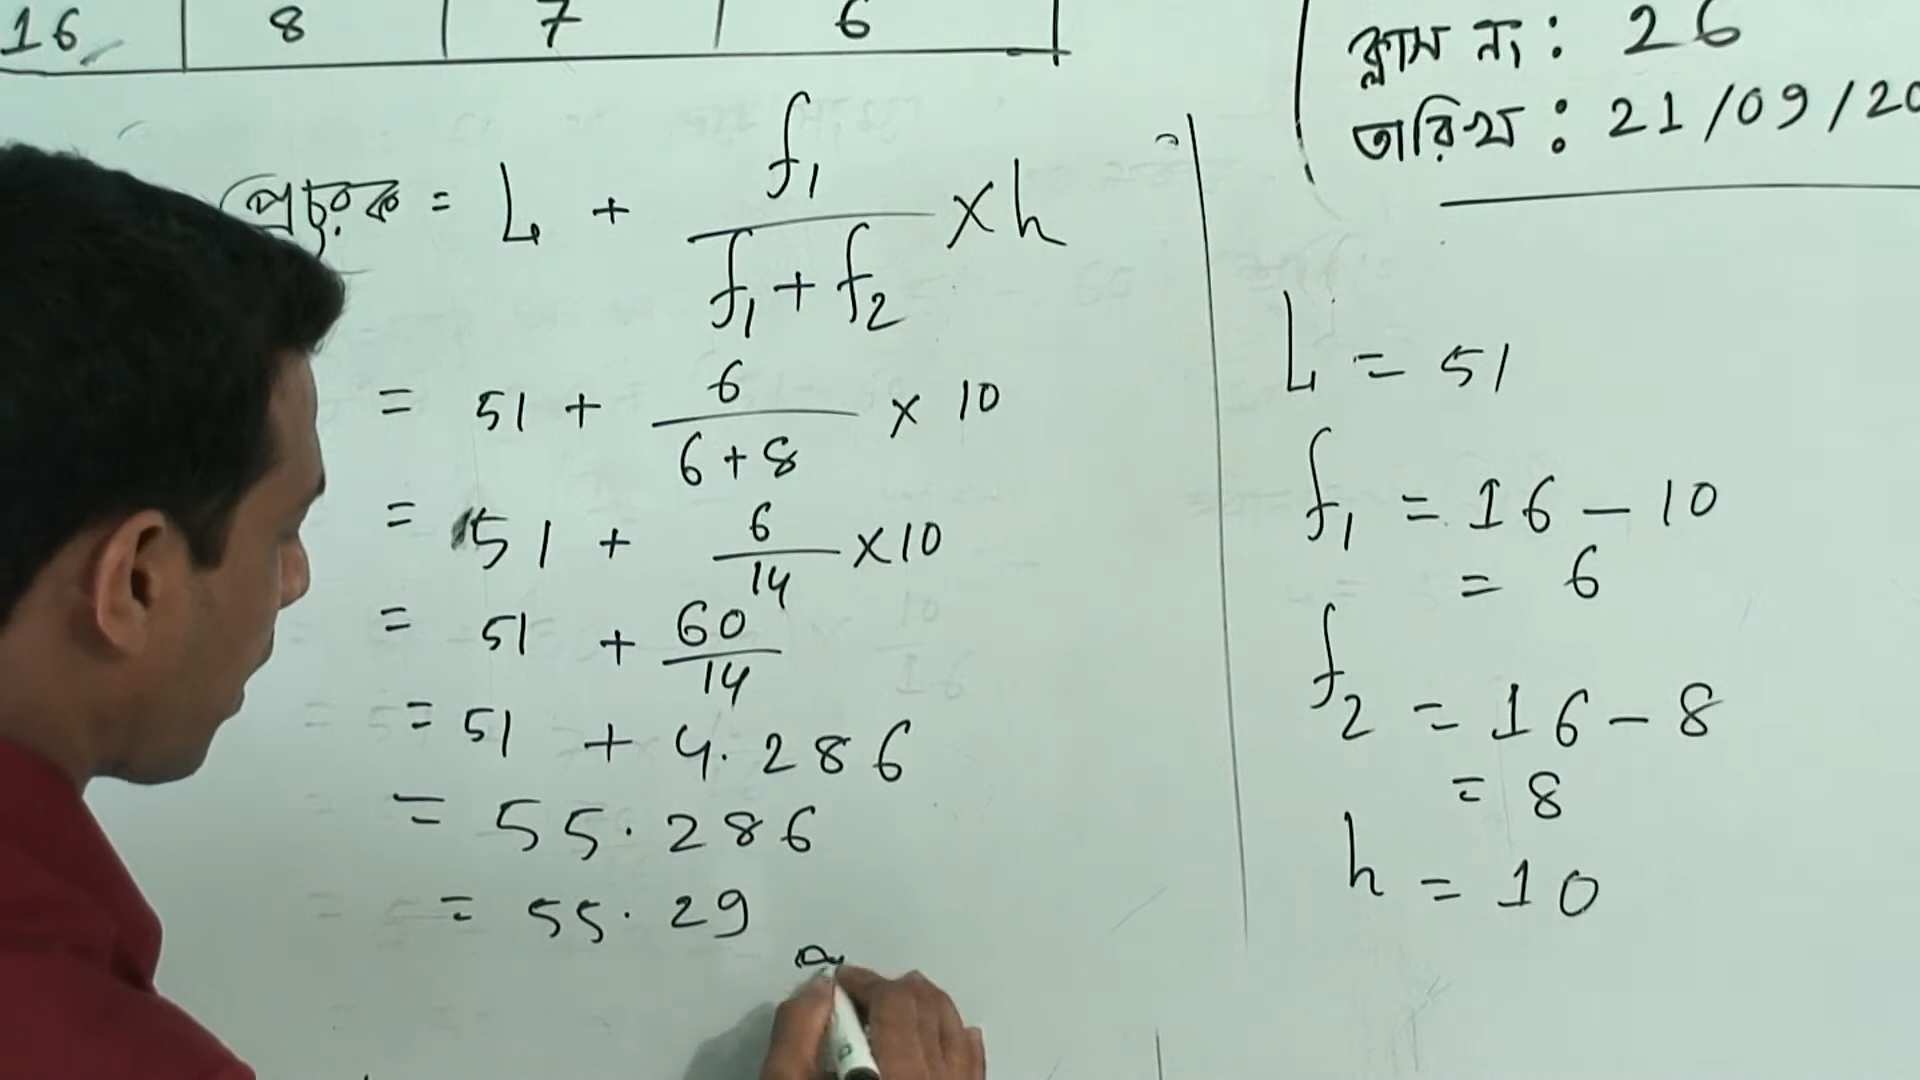 16 8 7 6
ক্লাস নং : 26
তারিখ : 21/09/20
প্রচুরক = L + f₁ / (f₁ + f₂) × h
= 51 + 6 / (6 + 8) × 10
= 51 + 6 / 14 × 10
= 51 + 60 / 14
= 51 + 4.286
= 55.286
= 55.29
L = 51
f₁ = 16 - 10
= 6
f₂ = 16 - 8
= 8
h = 10